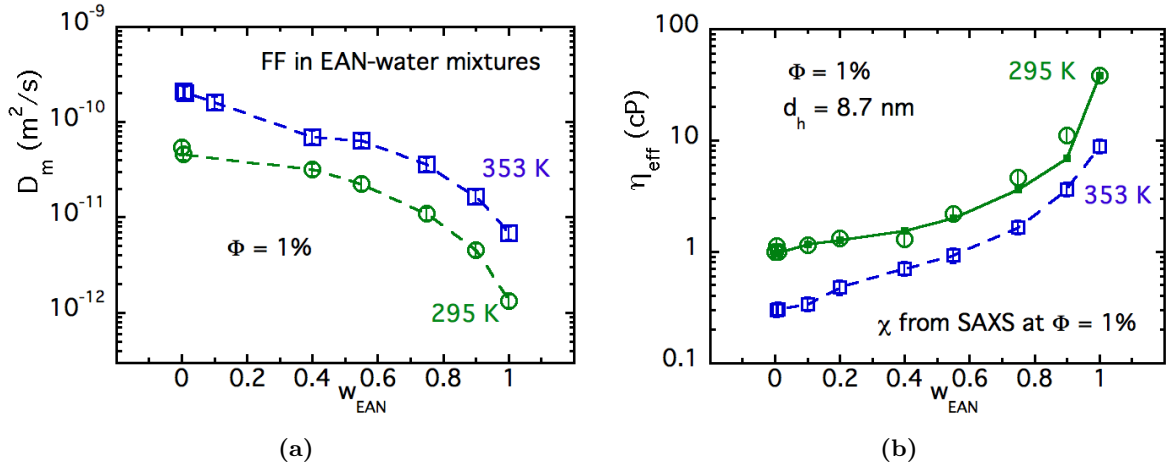 10⁻⁹
10⁻¹⁰
10⁻¹¹
10⁻¹²
Dₘ (m²/s)
FF in EAN-water mixtures
353 K
Φ = 1%
295 K
0 0.2 0.4 0.6 0.8 1
w_EAN
(a)
100
10
1
0.1
η_eff (cP)
Φ = 1%
d_h = 8.7 nm
295 K
353 K
χ from SAXS at Φ = 1%
0 0.2 0.4 0.6 0.8 1
w_EAN
(b)